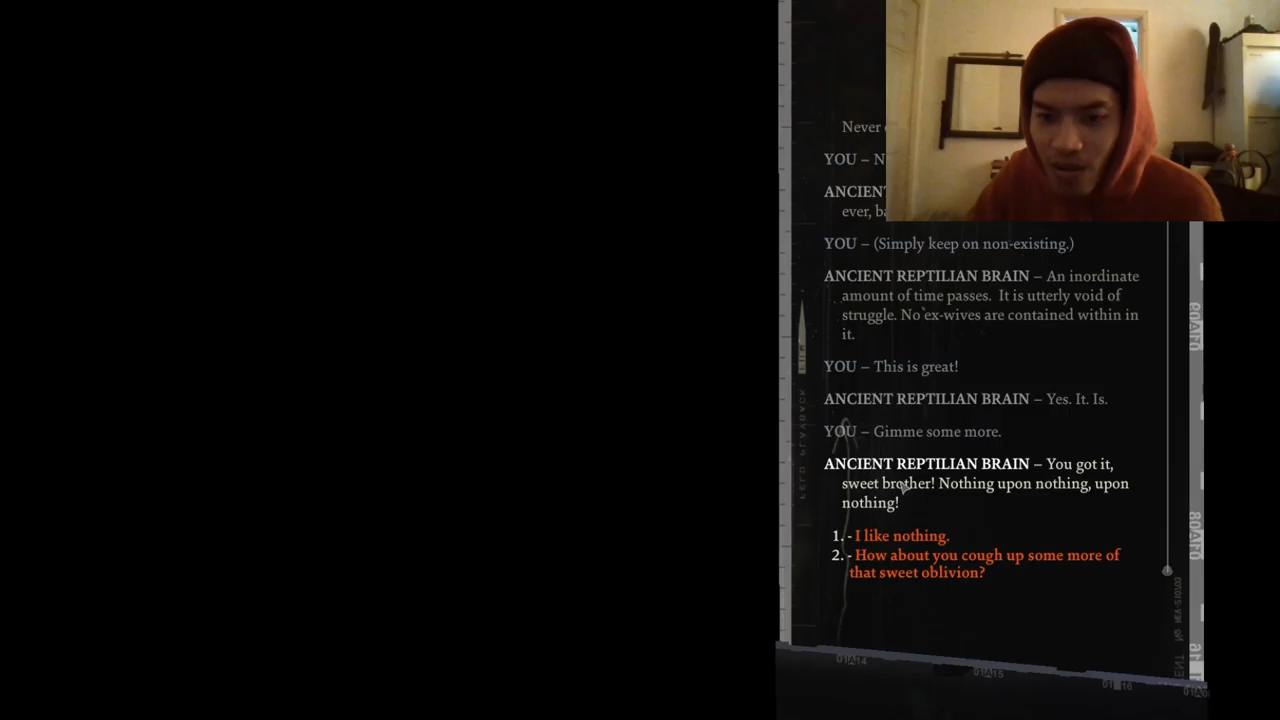 Never
YOU –
ANCIENT
ever,
YOU – (Simply keep on non-existing.)
ANCIENT REPTILIAN BRAIN – An inordinate
amount of time passes. It is utterly void of
struggle. No ex-wives are contained within in
it.
YOU – This is great!
ANCIENT REPTILIAN BRAIN – Yes. It. Is.
YOU – Gimme some more.
ANCIENT REPTILIAN BRAIN – You got it,
sweet brother! Nothing upon nothing, upon
nothing!
1. - I like nothing.
2. - How about you cough up some more of
that sweet oblivion?
01A14
01A15